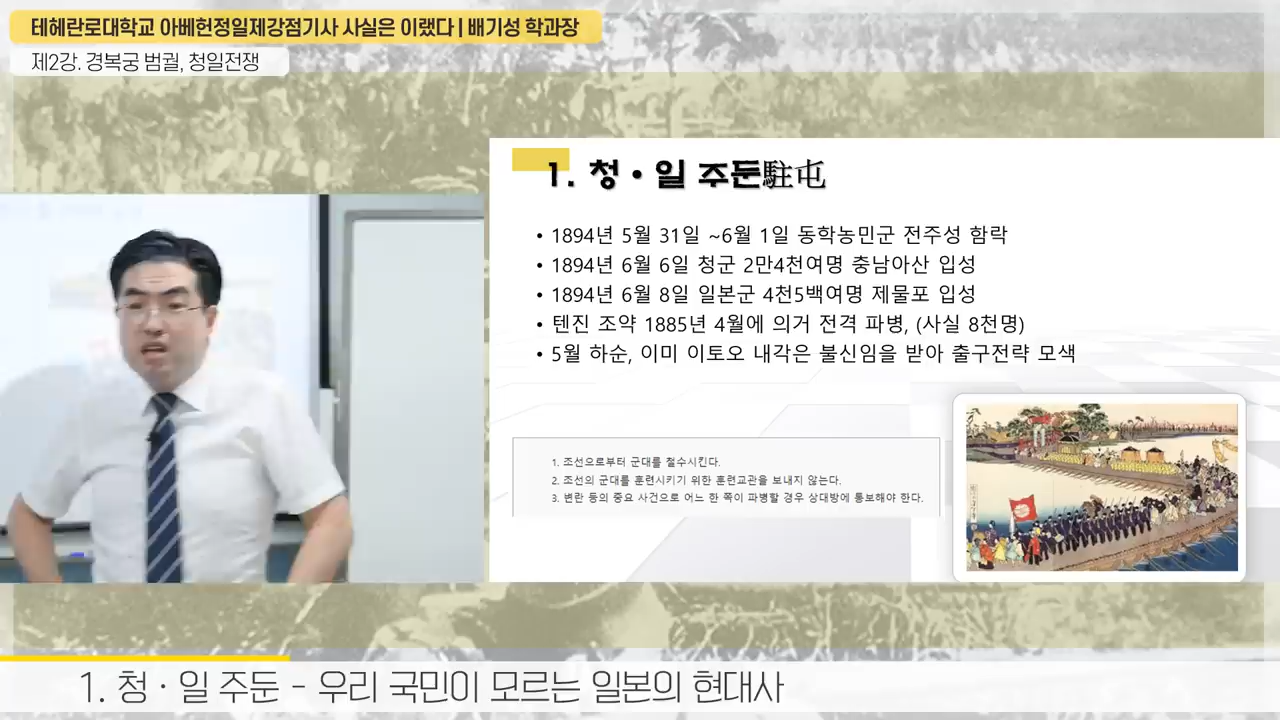 테헤란로대학교 아베헌정일제강점기사 사실은 이랬다 | 배기성 학과장
제2강. 경복궁 범궐, 청일전쟁
1. 청・일 주둔駐屯
• 1894년 5월 31일 ~6월 1일 동학농민군 전주성 함락
• 1894년 6월 6일 청군 2만4천여명 충남아산 입성
• 1894년 6월 8일 일본군 4천5백여명 제물포 입성
• 텐진 조약 1885년 4월에 의거 전격 파병, (사실 8천명)
• 5월 하순, 이미 이토오 내각은 불신임을 받아 출구전략 모색
1. 조선으로부터 군대를 철수시킨다.
2. 조선의 군대를 훈련시키기 위한 훈련교관을 보내지 않는다.
3. 변란 등의 중요 사건으로 어느 한 쪽이 파병할 경우 상대방에 통보해야 한다.
1. 청·일 주둔 - 우리 국민이 모르는 일본의 현대사